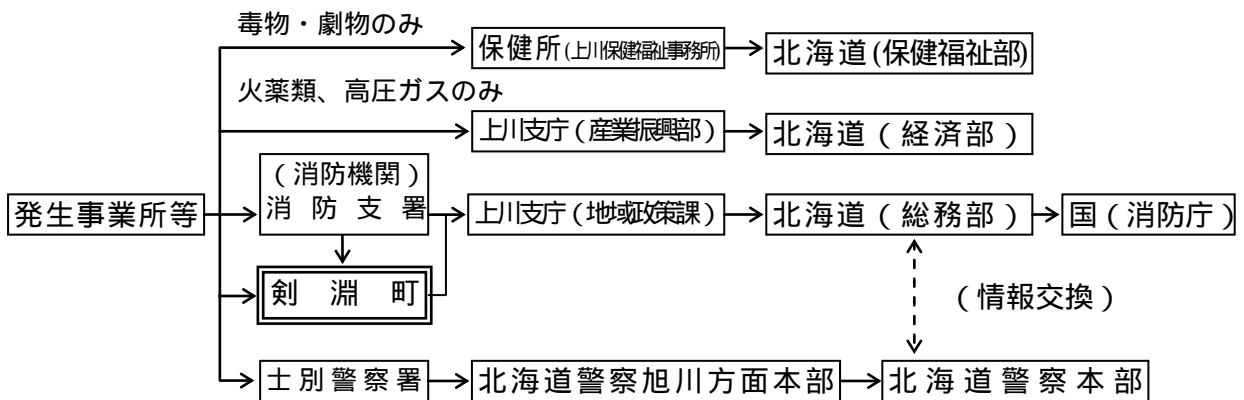 毒物・劇物のみ
保健所(上川保健福祉事務所)
北海道(保健福祉部)
火薬類、高圧ガスのみ
上川支庁(産業振興部)
北海道(経済部)
発生事業所等
(消防機関)
消防支署
上川支庁(地域政策課)
北海道(総務部)
国(消防庁)
剣淵町
(情報交換)
士別警察署
北海道警察旭川方面本部
北海道警察本部